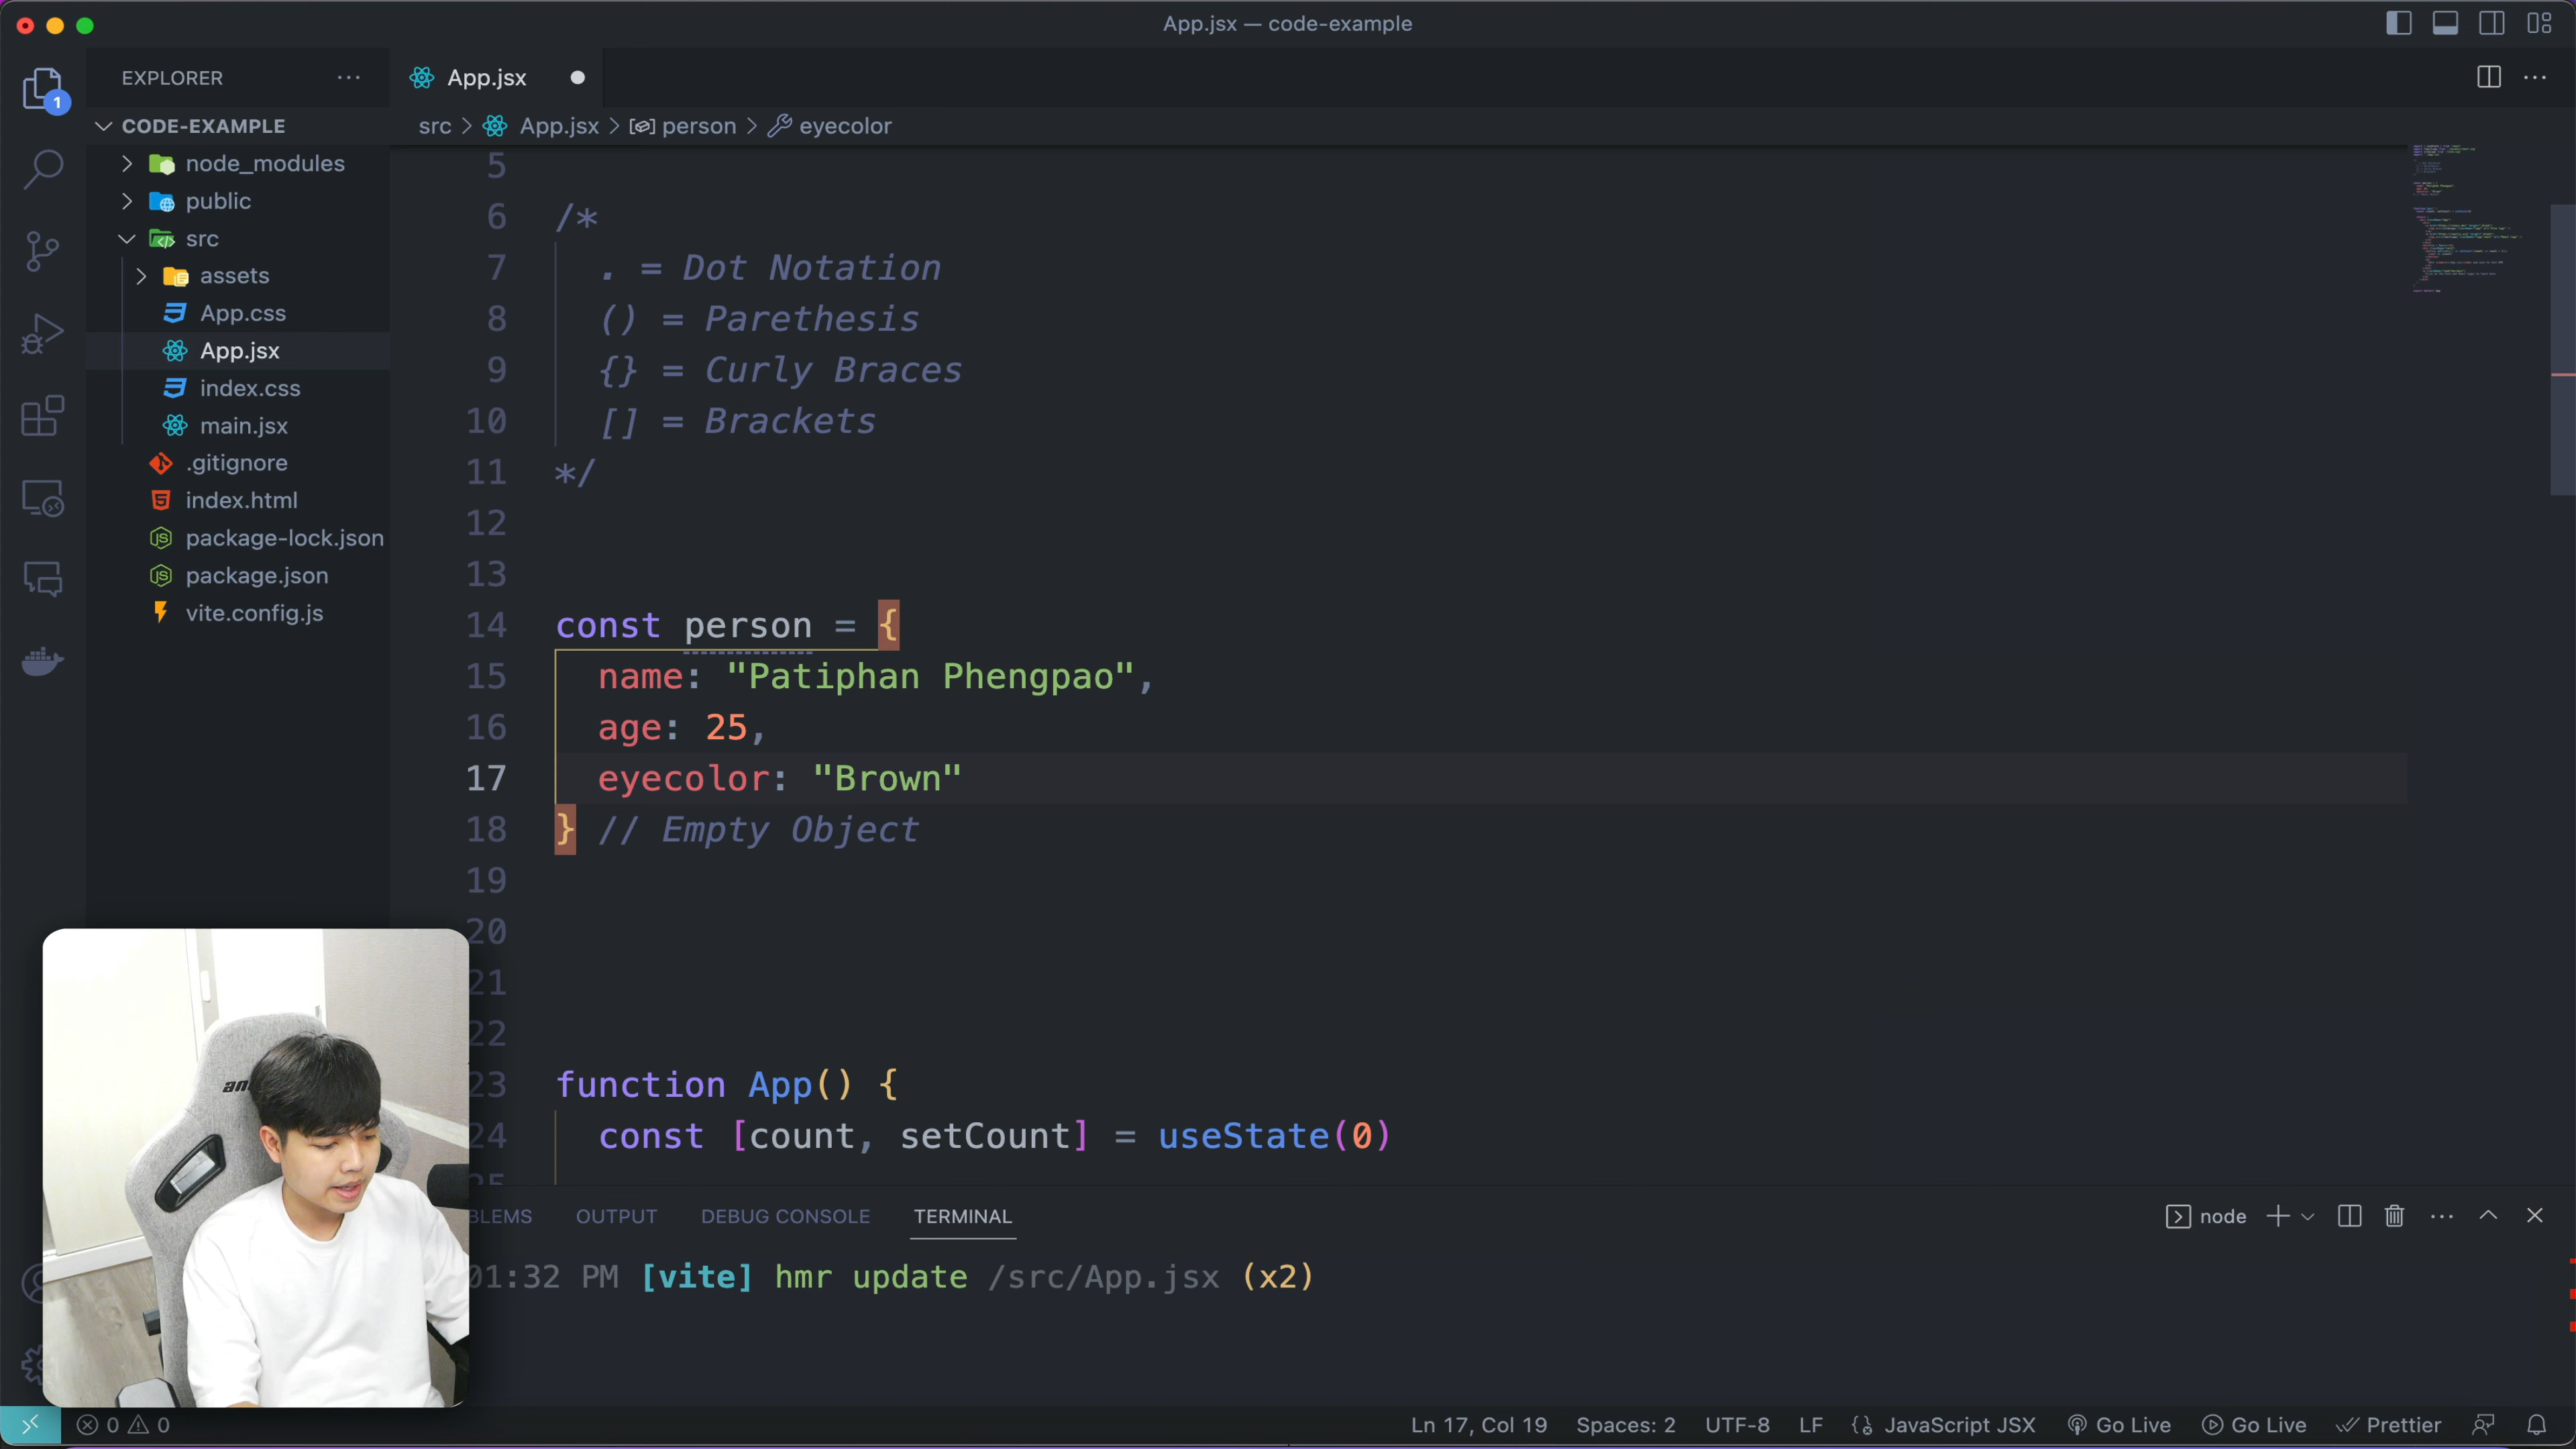 App.jsx — code-example
EXPLORER
App.jsx
1
CODE-EXAMPLE
src > App.jsx > person > eyecolor
node_modules
public
src
assets
App.css
App.jsx
index.css
main.jsx
.gitignore
index.html
package-lock.json
package.json
vite.config.js
5
6 /*
7 . = Dot Notation
8 () = Parethesis
9 {} = Curly Braces
10 [] = Brackets
11 */
12
13
14 const person = {
15 name: "Patiphan Phengpao",
16 age: 25,
17 eyecolor: "Brown"
18 } // Empty Object
19
20
21
22
23 function App() {
24 const [count, setCount] = useState(0)
25
BLEMS OUTPUT DEBUG CONSOLE TERMINAL
node
01:32 PM [vite] hmr update /src/App.jsx (x2)
0 0
Ln 17, Col 19 Spaces: 2 UTF-8 LF JavaScript JSX Go Live Go Live Prettier